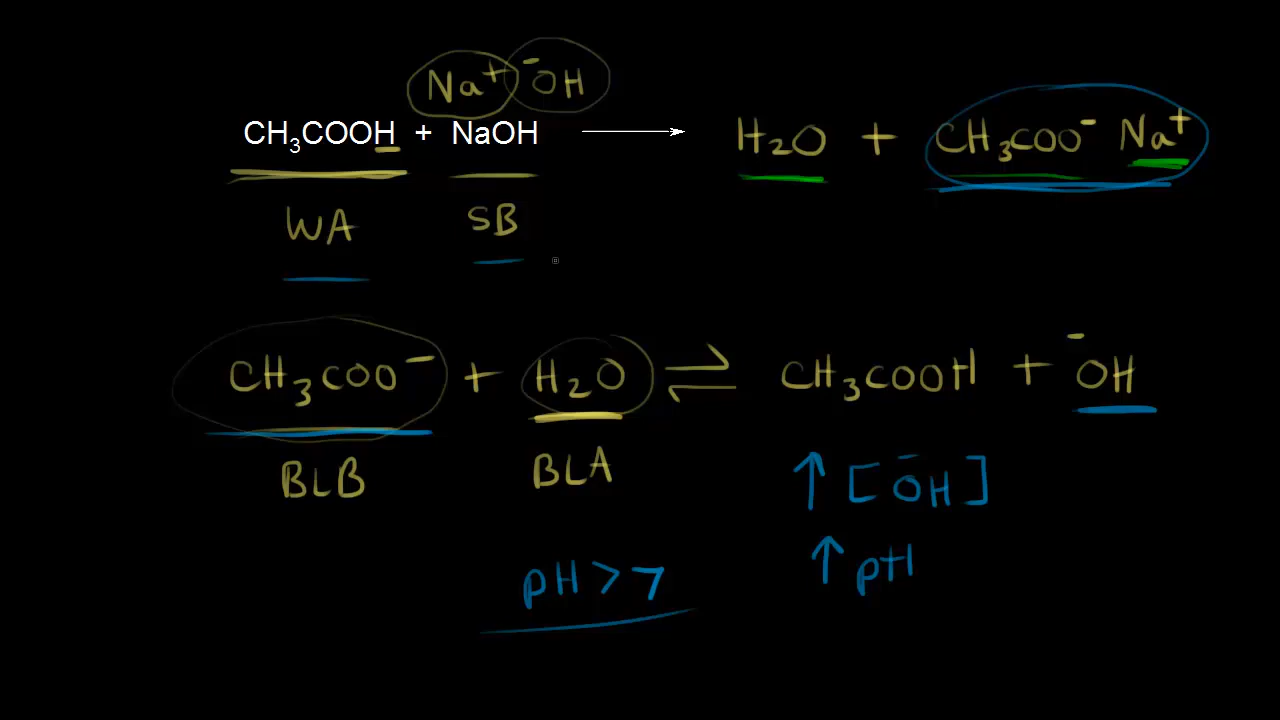 Na⁺ ⁻OH
CH₃COOH + NaOH ⟶ H₂O + CH₃COO⁻ Na⁺
WA SB
CH₃COO⁻ + H₂O ⇌ CH₃COOH + ⁻OH
BLB BLA
↑ [⁻OH]
↑ pH
pH > 7